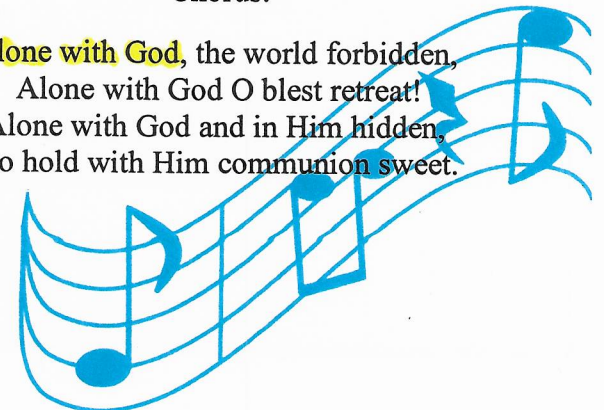 lone with God, the world forbidden,
Alone with God O blest retreat!
Alone with God and in Him hidden,
o hold with Him communion sweet.